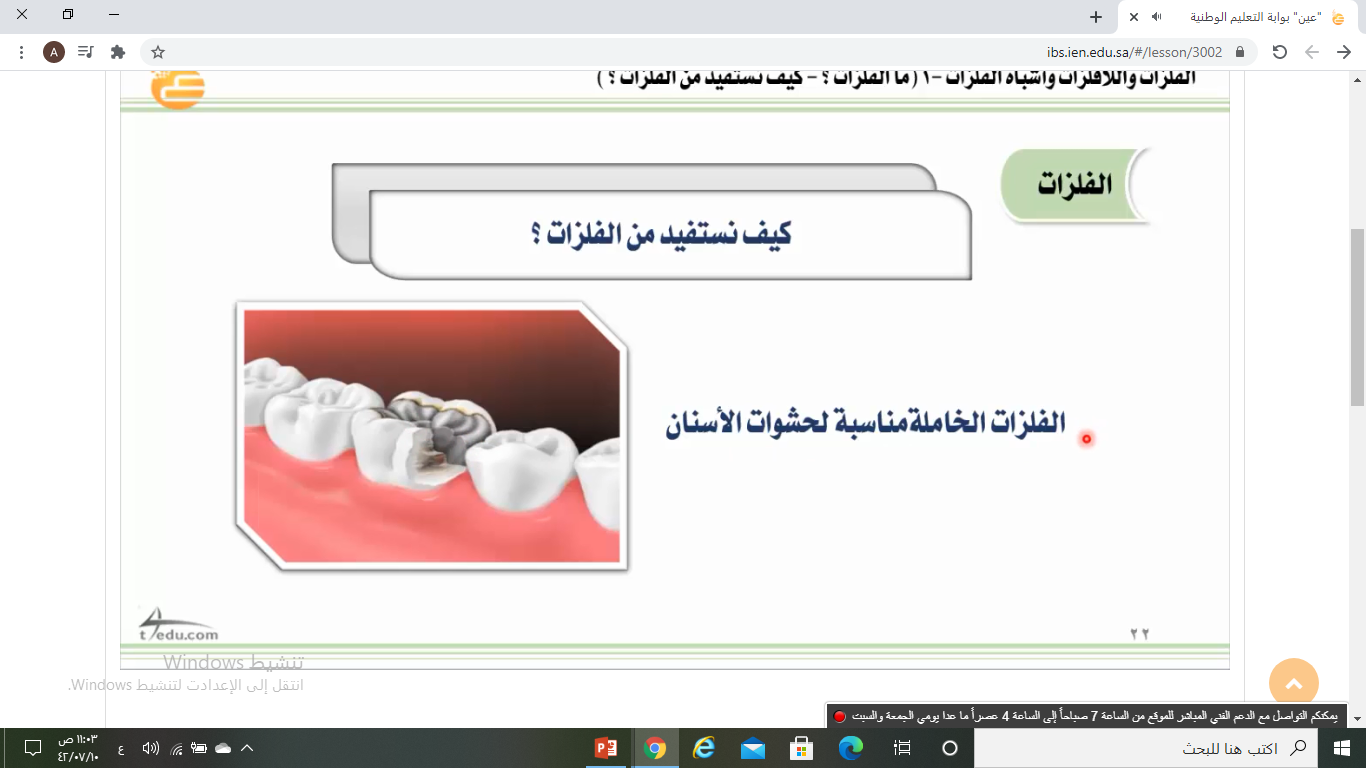 "عين" بوابة التعليم الوطنية
ibs.ien.edu.sa/#/lesson/3002
A
الفلزات واللافلزات وأشباه الفلزات -١ ( ما الفلزات ؟ - كيف نستفيد من الفلزات ؟ )
الفلزات
كيف نستفيد من الفلزات ؟
الفلزات الخاملة مناسبة لحشوات الأسنان
t4edu.com
٢٢
تنشيط Windows
انتقل إلى الإعدادات لتنشيط Windows.
يمكنكم التواصل مع الدعم الفني المباشر للموقع من الساعة 7 صباحاً إلى الساعة 4 عصراً ما عدا يومي الجمعة والسبت
اكتب هنا للبحث
ع
١١:٠٣ ص
٤٢/٠٧/١٠